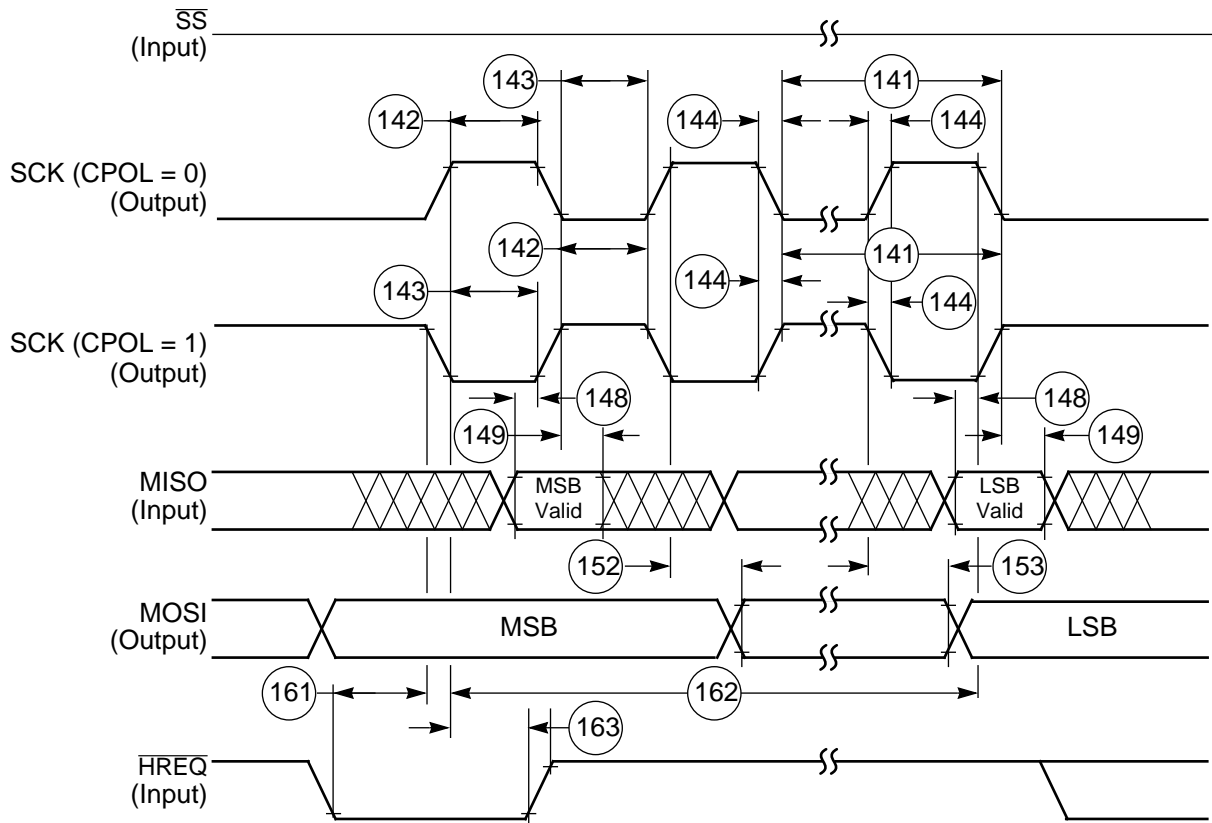 SS
(Input)
143
141
142
144
144
SCK (CPOL = 0)
(Output)
142
141
143
144
144
SCK (CPOL = 1)
(Output)
148
148
149
149
MISO
(Input)
MSB
Valid
LSB
Valid
152
153
MOSI
(Output)
MSB
LSB
161
162
163
HREQ
(Input)